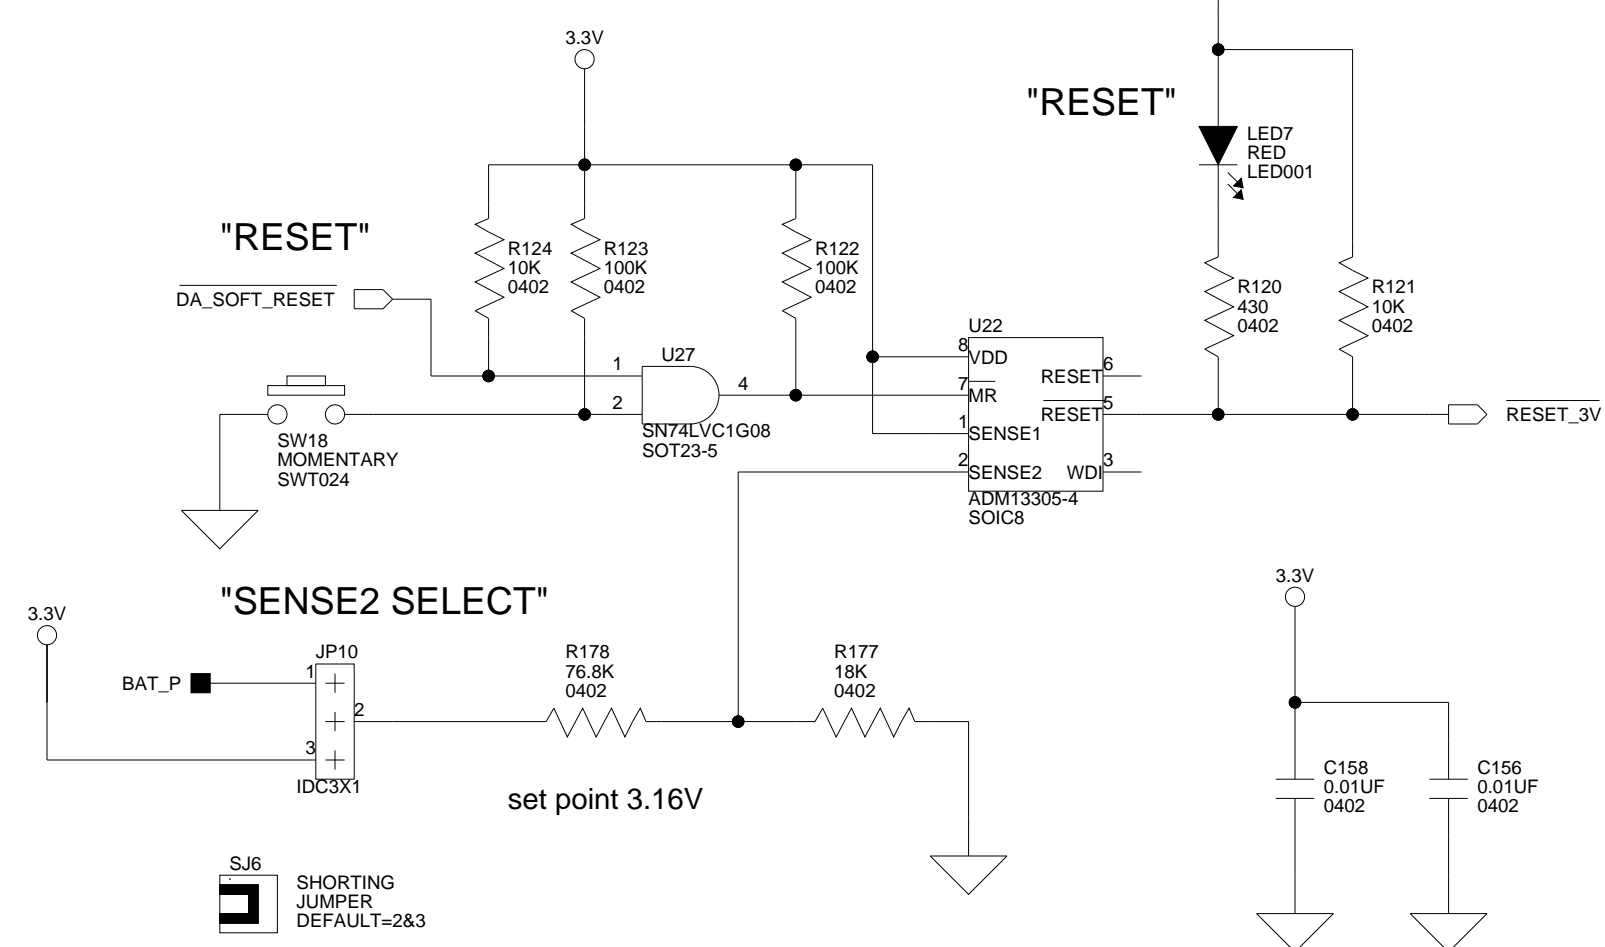 3.3V
"RESET"
LED7
RED
LED001
"RESET"
R124
10K
0402
R123
100K
0402
R122
100K
0402
DA_SOFT_RESET
R120
430
0402
R121
10K
0402
U27
1
2
4
SN74LVC1G08
SOT23-5
U22
8
VDD
7
MR
1
SENSE1
2
SENSE2
RESET
6
RESET
5
WDI
3
ADM13305-4
SOIC8
RESET_3V
SW18
MOMENTARY
SWT024
"SENSE2 SELECT"
3.3V
JP10
BAT_P
1
2
3
IDC3X1
R178
76.8K
0402
R177
18K
0402
set point 3.16V
3.3V
C158
0.01UF
0402
C156
0.01UF
0402
SJ6
SHORTING
JUMPER
DEFAULT=2&3